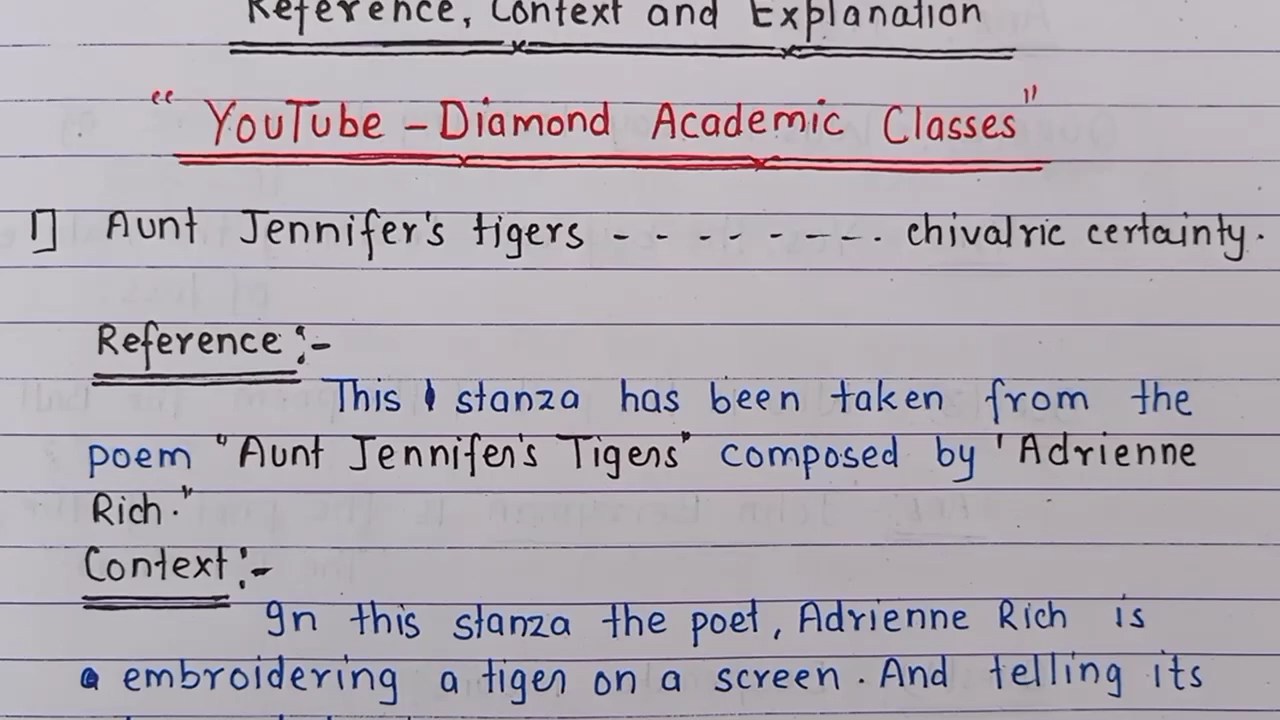 Reference, Context and Explanation
" YouTube - Diamond Academic Classes "
1] Aunt Jennifer's tigers - - - - - - - . chivalric certainty.
Reference :-
This stanza has been taken from the
poem "Aunt Jennifer's Tigers" composed by 'Adrienne
Rich."
Context :-
In this stanza the poet, Adrienne Rich is
embroidering a tiger on a screen. And telling its